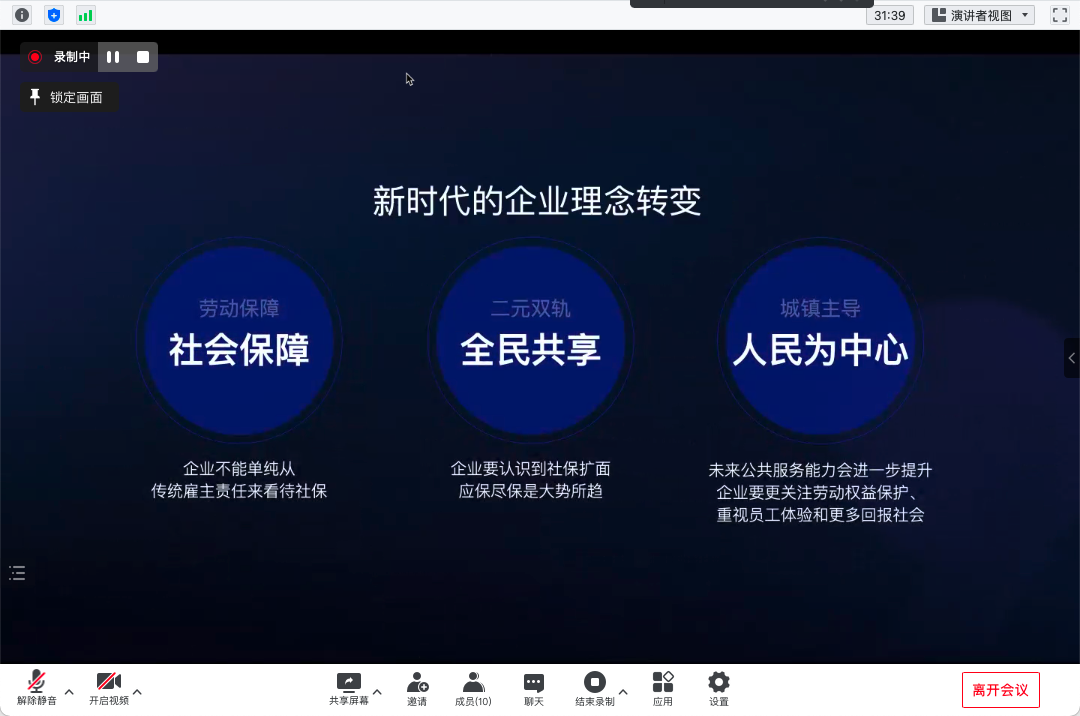 31:39
演讲者视图
录制中
锁定画面
新时代的企业理念转变
劳动保障
社会保障
二元双轨
全民共享
城镇主导
人民为中心
企业不能单纯从
传统雇主责任来看待社保
企业要认识到社保扩面
应保尽保是大势所趋
未来公共服务能力会进一步提升
企业要更关注劳动权益保护、
重视员工体验和更多回报社会
解除静音
开启视频
共享屏幕
邀请
成员(10)
聊天
结束录制
应用
设置
离开会议